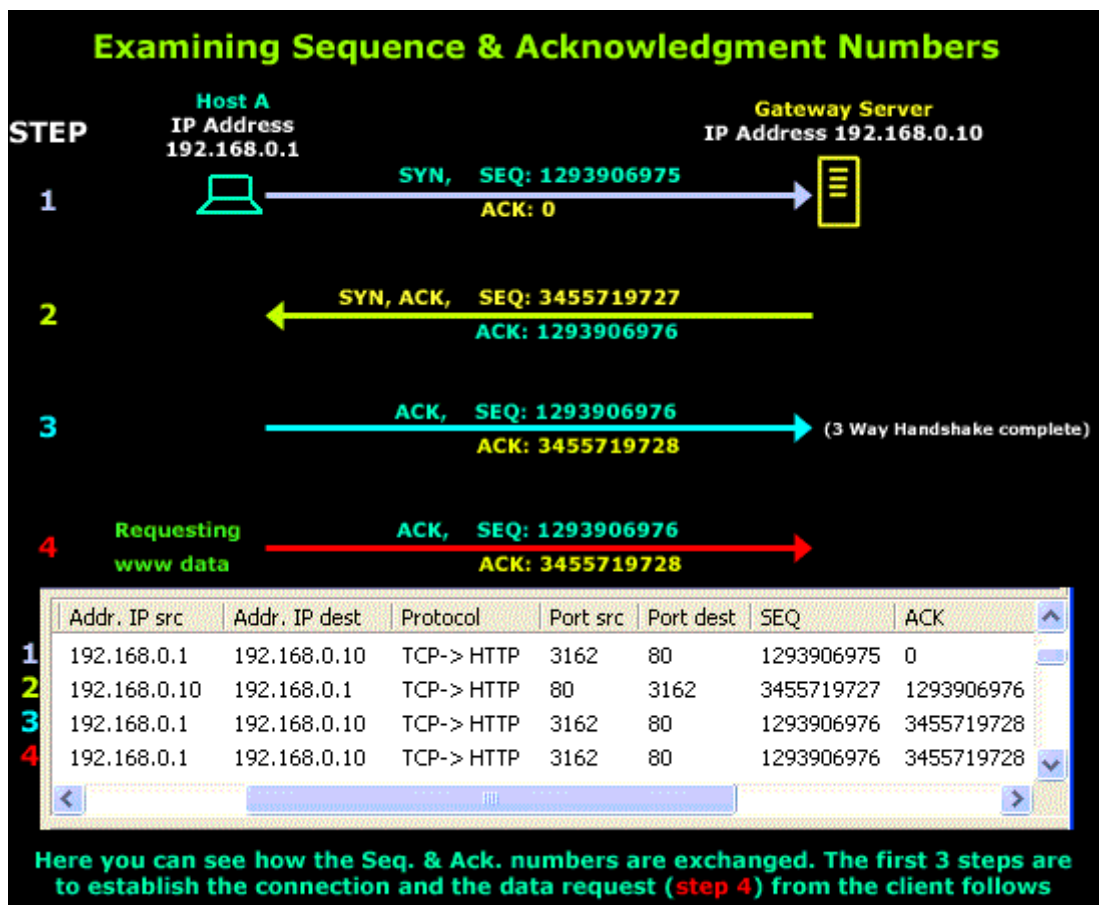 Examining Sequence & Acknowledgment Numbers
STEP
Host A
IP Address
192.168.0.1
Gateway Server
IP Address 192.168.0.10
1
SYN, SEQ: 1293906975
ACK: 0
2
SYN, ACK, SEQ: 3455719727
ACK: 1293906976
3
ACK, SEQ: 1293906976
ACK: 3455719728
(3 Way Handshake complete)
4
Requesting
www data
ACK, SEQ: 1293906976
ACK: 3455719728
Addr. IP src Addr. IP dest Protocol Port src Port dest SEQ ACK
1 192.168.0.1 192.168.0.10 TCP-> HTTP 3162 80 1293906975 0
2 192.168.0.10 192.168.0.1 TCP-> HTTP 80 3162 3455719727 1293906976
3 192.168.0.1 192.168.0.10 TCP-> HTTP 3162 80 1293906976 3455719728
4 192.168.0.1 192.168.0.10 TCP-> HTTP 3162 80 1293906976 3455719728
Here you can see how the Seq. & Ack. numbers are exchanged. The first 3 steps are
to establish the connection and the data request (step 4) from the client follows